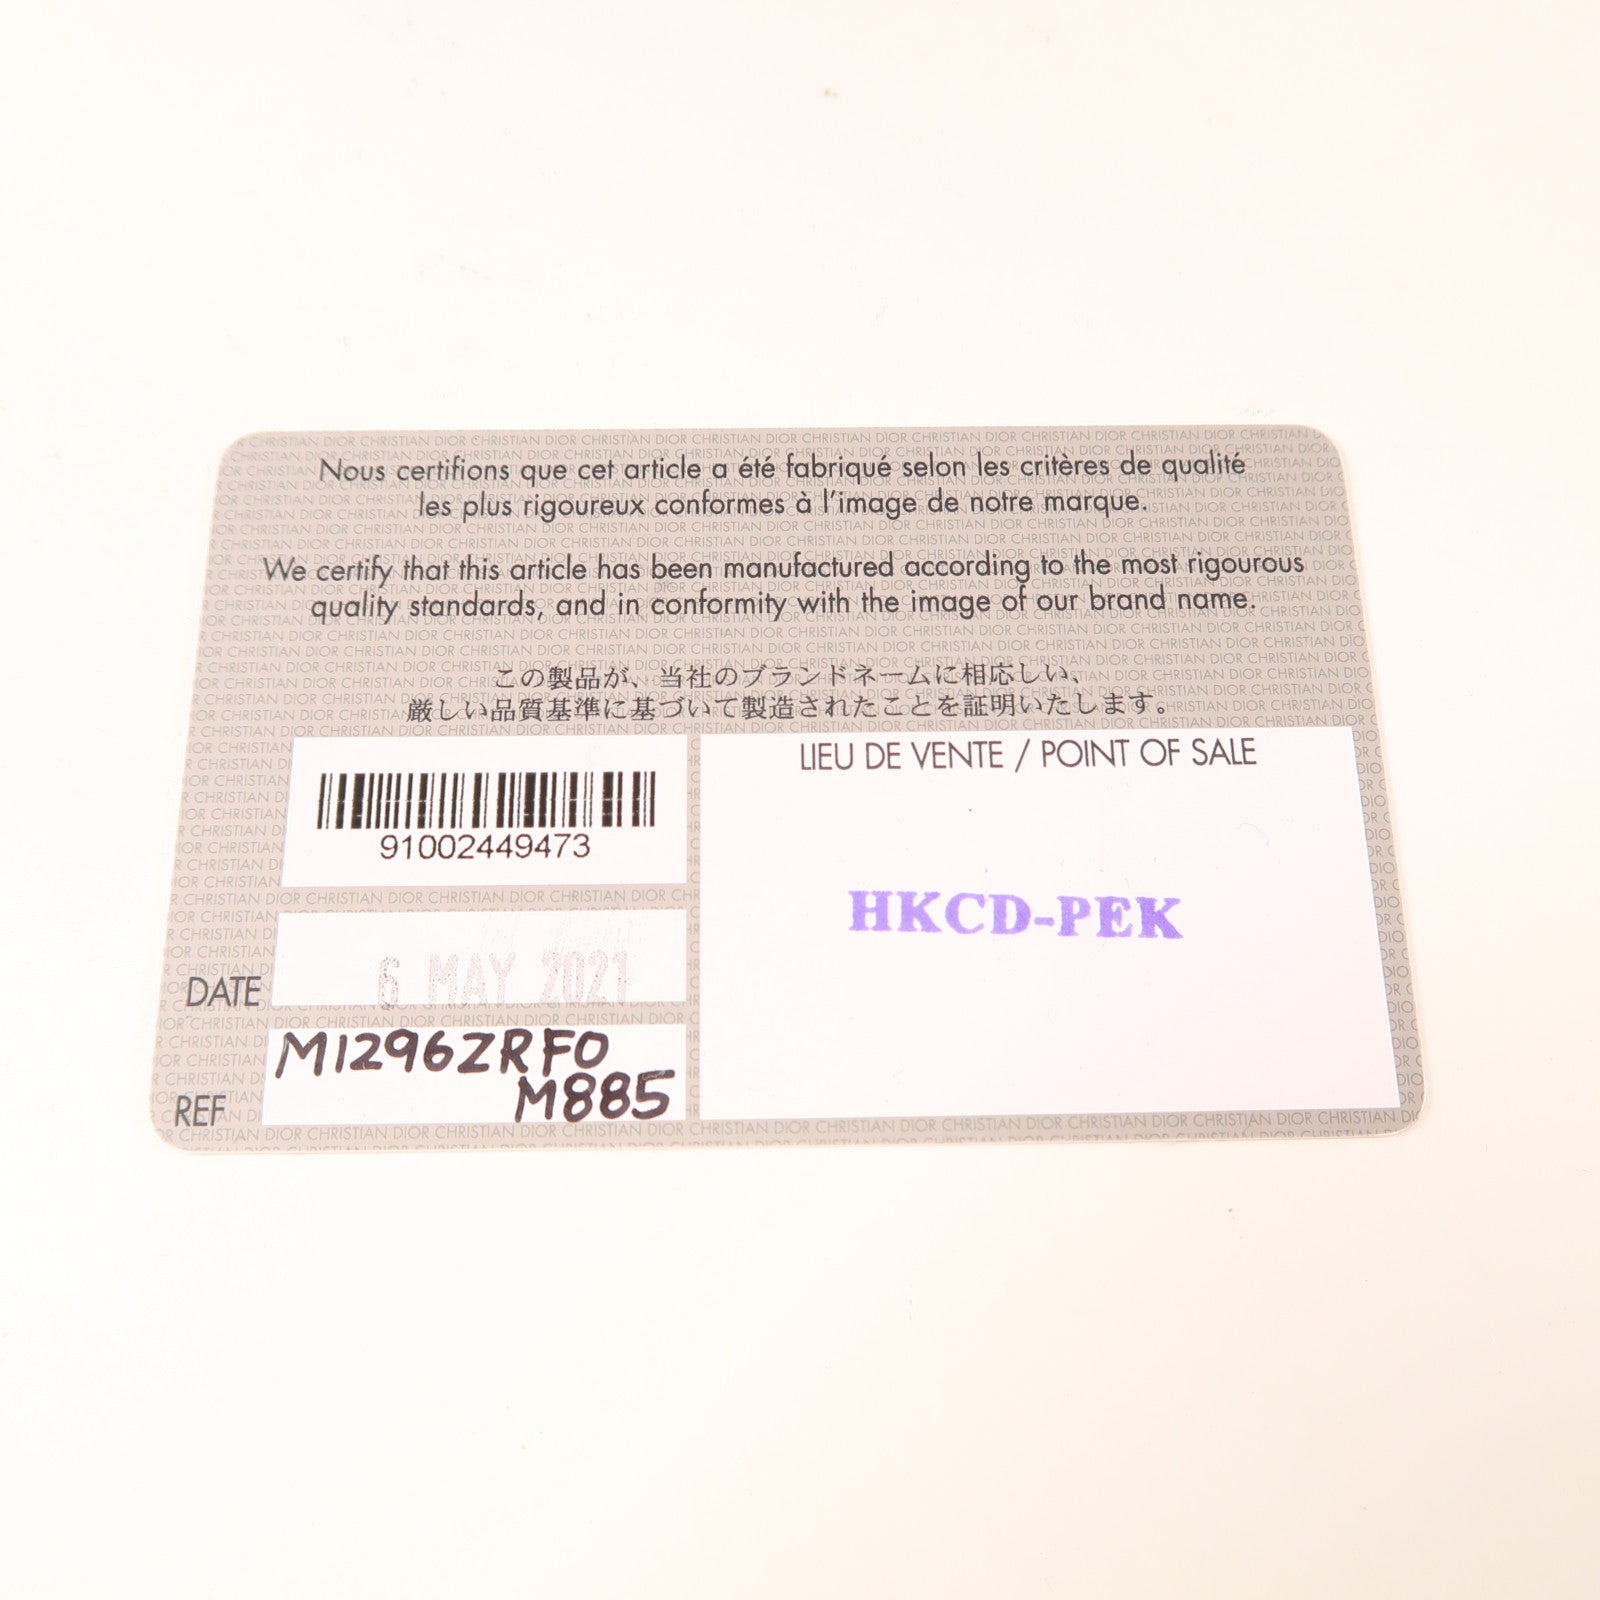 Nous certifions que cet article a été fabriqué selon les critères de qualité
les plus rigoureux conformes à l'image de notre marque.
We certify that this article has been manufactured according to the most rigourous
quality standards, and in conformity with the image of our brand name.
この製品が、当社のブランドネームに相応しい、
厳しい品質基準に基づいて製造されたことを証明いたします。
91002449473
DATE 6 MAY 2021
REF M1296ZRFO
M885
LIEU DE VENTE / POINT OF SALE
HKCD-PEK